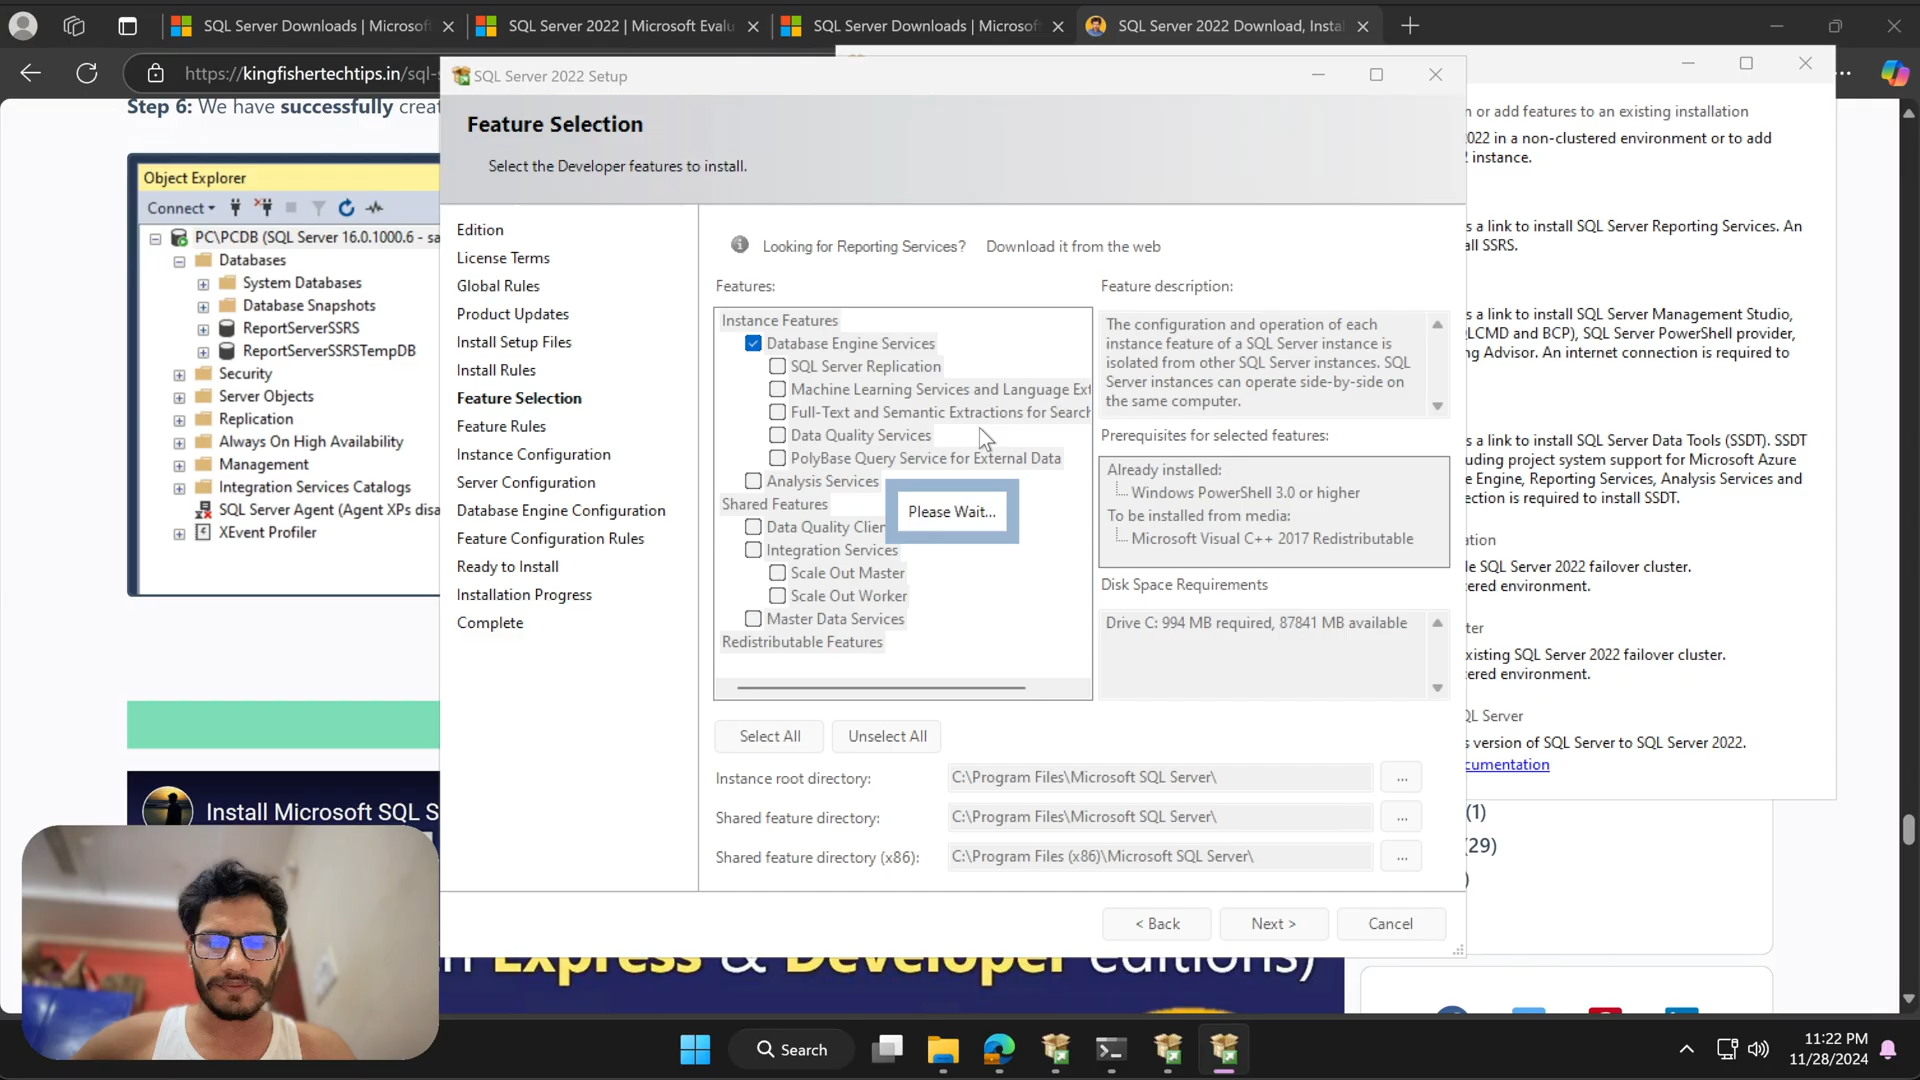 SQL Server Downloads | Microsof
SQL Server 2022 | Microsoft Evalu
SQL Server Downloads | Microsof
SQL Server 2022 Download, Insta
https://kingfishertechtips.in/sql-s
Step 6: We have successfully creat
Object Explorer
Connect
PC\PCDB (SQL Server 16.0.1000.6 - sa
Databases
System Databases
Database Snapshots
ReportServerSSRS
ReportServerSSRSTempDB
Security
Server Objects
Replication
Always On High Availability
Management
Integration Services Catalogs
SQL Server Agent (Agent XPs disa
XEvent Profiler
Install Microsoft SQL S
SQL Server 2022 Setup
Feature Selection
Select the Developer features to install.
Edition
License Terms
Global Rules
Product Updates
Install Setup Files
Install Rules
Feature Selection
Feature Rules
Instance Configuration
Server Configuration
Database Engine Configuration
Feature Configuration Rules
Ready to Install
Installation Progress
Complete
Looking for Reporting Services? Download it from the web
Features:
Instance Features
Database Engine Services
SQL Server Replication
Machine Learning Services and Language Ext
Full-Text and Semantic Extractions for Search
Data Quality Services
PolyBase Query Service for External Data
Analysis Services
Shared Features
Data Quality Clien
Integration Services
Scale Out Master
Scale Out Worker
Master Data Services
Redistributable Features
Please Wait...
Feature description:
The configuration and operation of each
instance feature of a SQL Server instance is
isolated from other SQL Server instances. SQL
Server instances can operate side-by-side on
the same computer.
Prerequisites for selected features:
Already installed:
Windows PowerShell 3.0 or higher
To be installed from media:
Microsoft Visual C++ 2017 Redistributable
Disk Space Requirements
Drive C: 994 MB required, 87841 MB available
Select All
Unselect All
Instance root directory: C:\Program Files\Microsoft SQL Server\ ...
Shared feature directory: C:\Program Files\Microsoft SQL Server\ ...
Shared feature directory (x86): C:\Program Files (x86)\Microsoft SQL Server\ ...
< Back
Next >
Cancel
n or add features to an existing installation
022 in a non-clustered environment or to add
instance.
s a link to install SQL Server Reporting Services. An
all SSRS.
s a link to install SQL Server Management Studio,
LCMD and BCP), SQL Server PowerShell provider,
ng Advisor. An internet connection is required to
s a link to install SQL Server Data Tools (SSDT). SSDT
uding project system support for Microsoft Azure
e Engine, Reporting Services, Analysis Services and
ection is required to install SSDT.
ation
le SQL Server 2022 failover cluster.
ered environment.
ter
xisting SQL Server 2022 failover cluster.
ered environment.
QL Server
s version of SQL Server to SQL Server 2022.
cumentation
(1)
(29)
)
n Express & Developer editions)
Search
11:22 PM
11/28/2024